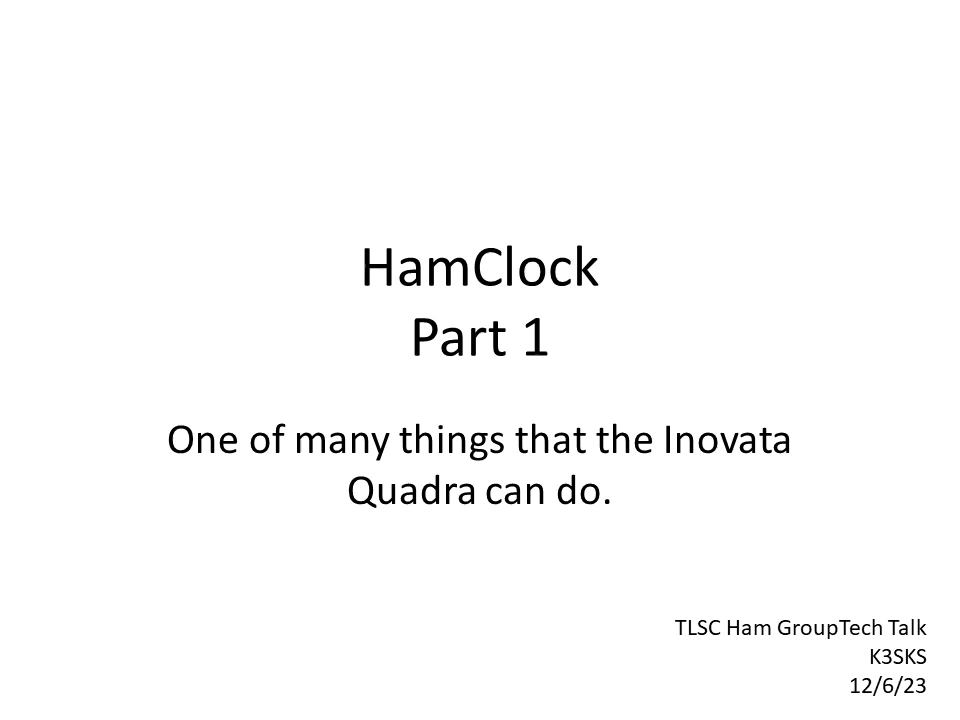 HamClock
Part 1
One of many things that the Inovata
Quadra can do.
TLSC Ham GroupTech Talk
K3SKS
12/6/23